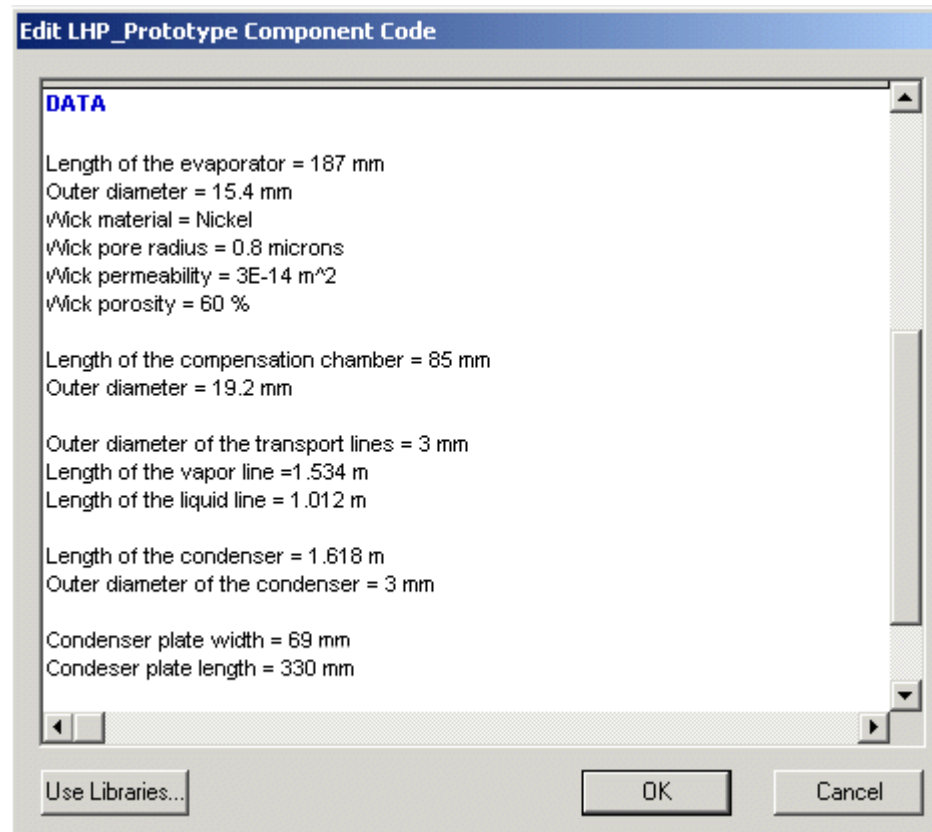 Edit LHP_Prototype Component Code
DATA
Length of the evaporator = 187 mm
Outer diameter = 15.4 mm
Wick material = Nickel
Wick pore radius = 0.8 microns
Wick permeability = 3E-14 m^2
Wick porosity = 60 %
Length of the compensation chamber = 85 mm
Outer diameter = 19.2 mm
Outer diameter of the transport lines = 3 mm
Length of the vapor line =1.534 m
Length of the liquid line = 1.012 m
Length of the condenser = 1.618 m
Outer diameter of the condenser = 3 mm
Condenser plate width = 69 mm
Condeser plate length = 330 mm
Use Libraries...
OK
Cancel